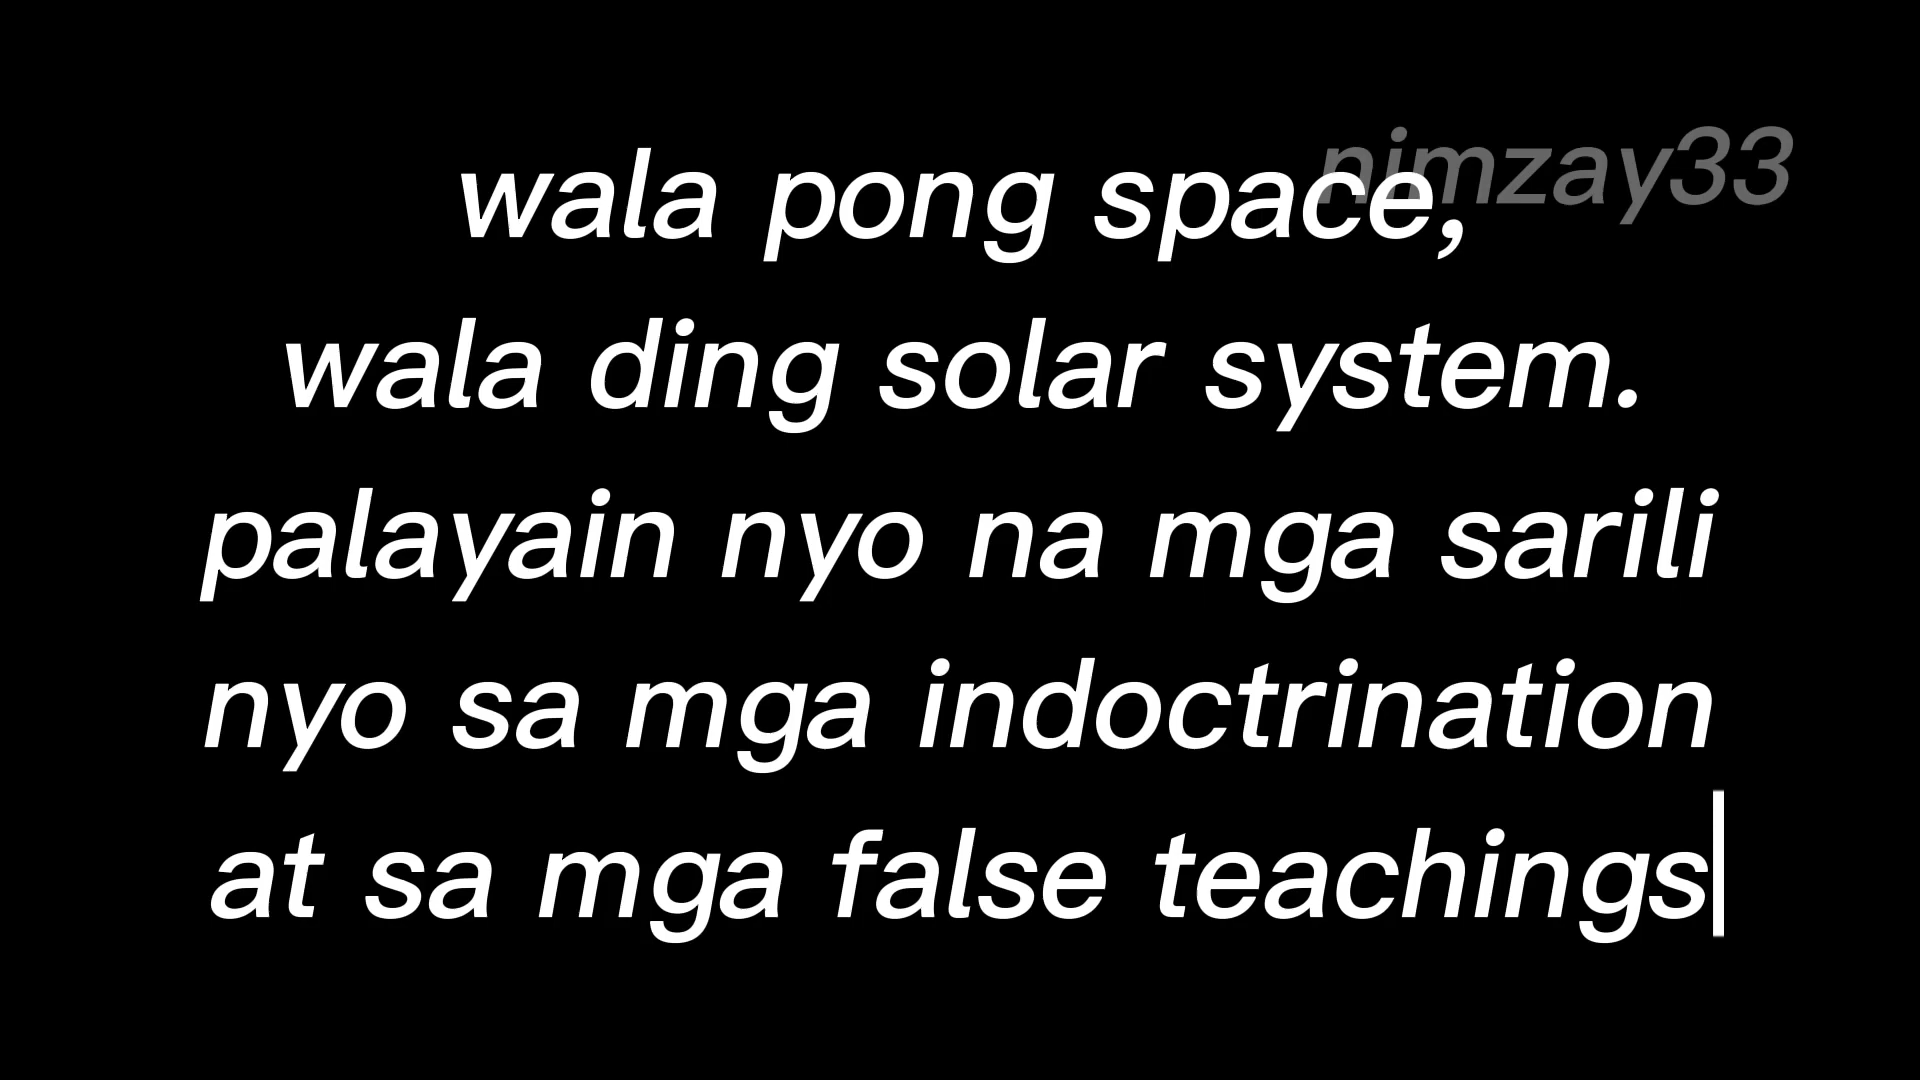 nimzay33
wala pong space,
wala ding solar system.
palayain nyo na mga sarili
nyo sa mga indoctrination
at sa mga false teachings